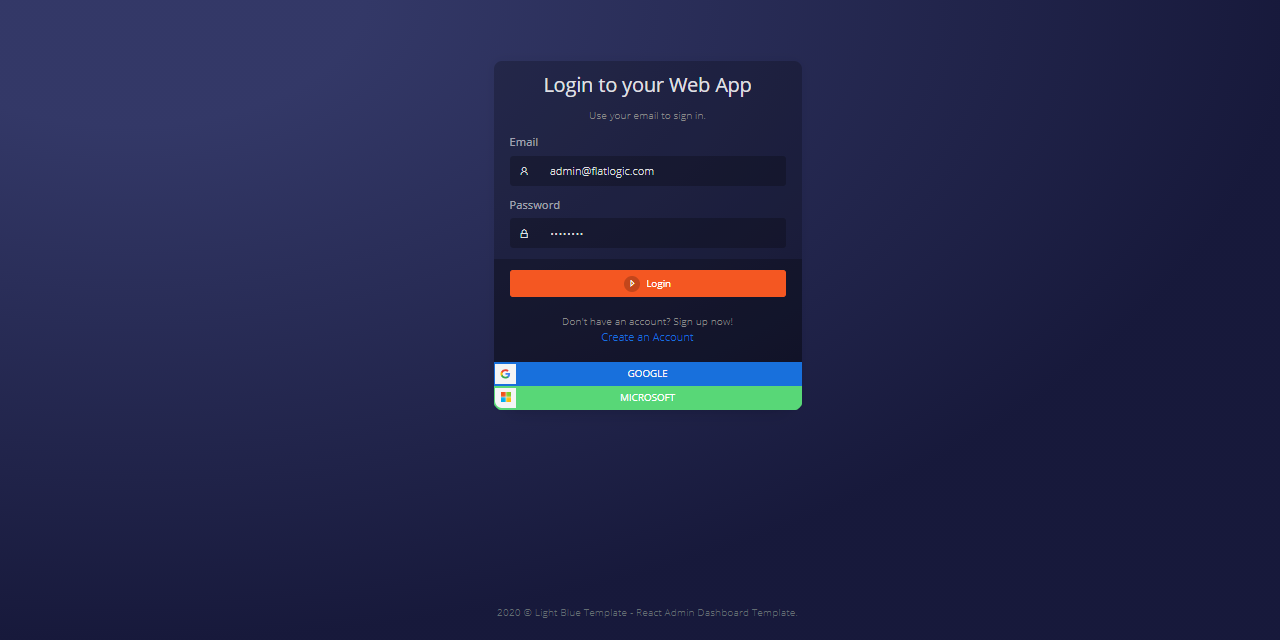 Login to your Web App
Use your email to sign in.
Email
admin@flatlogic.com
Password
••••••••
Login
Don't have an account? Sign up now!
Create an Account
GOOGLE
MICROSOFT
2020 © Light Blue Template - React Admin Dashboard Template.